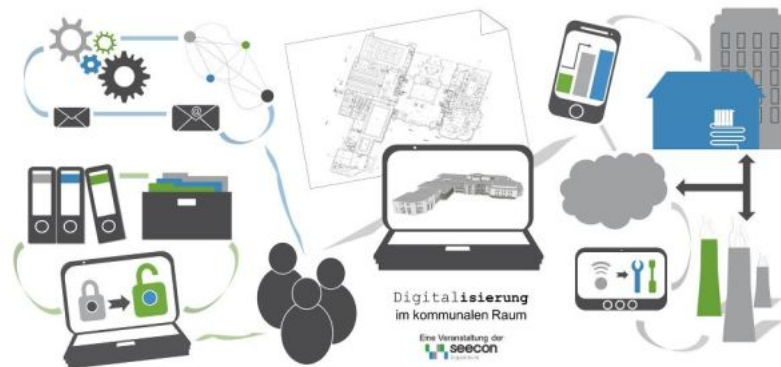 @
Digitalisierung
im kommunalen Raum
Eine Veranstaltung der
seecon